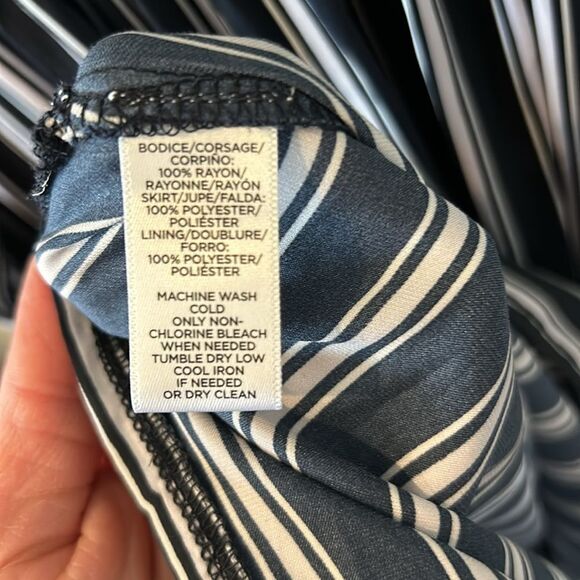 BODICE/CORSAGE/
CORPIÑO:
100% RAYON/
RAYONNE/RAYÓN
SKIRT/JUPE/FALDA:
100% POLYESTER/
POLIÉSTER
LINING/DOUBLURE/
FORRO:
100% POLYESTER/
POLIÉSTER
MACHINE WASH
COLD
ONLY NON-
CHLORINE BLEACH
WHEN NEEDED
TUMBLE DRY LOW
COOL IRON
IF NEEDED
OR DRY CLEAN